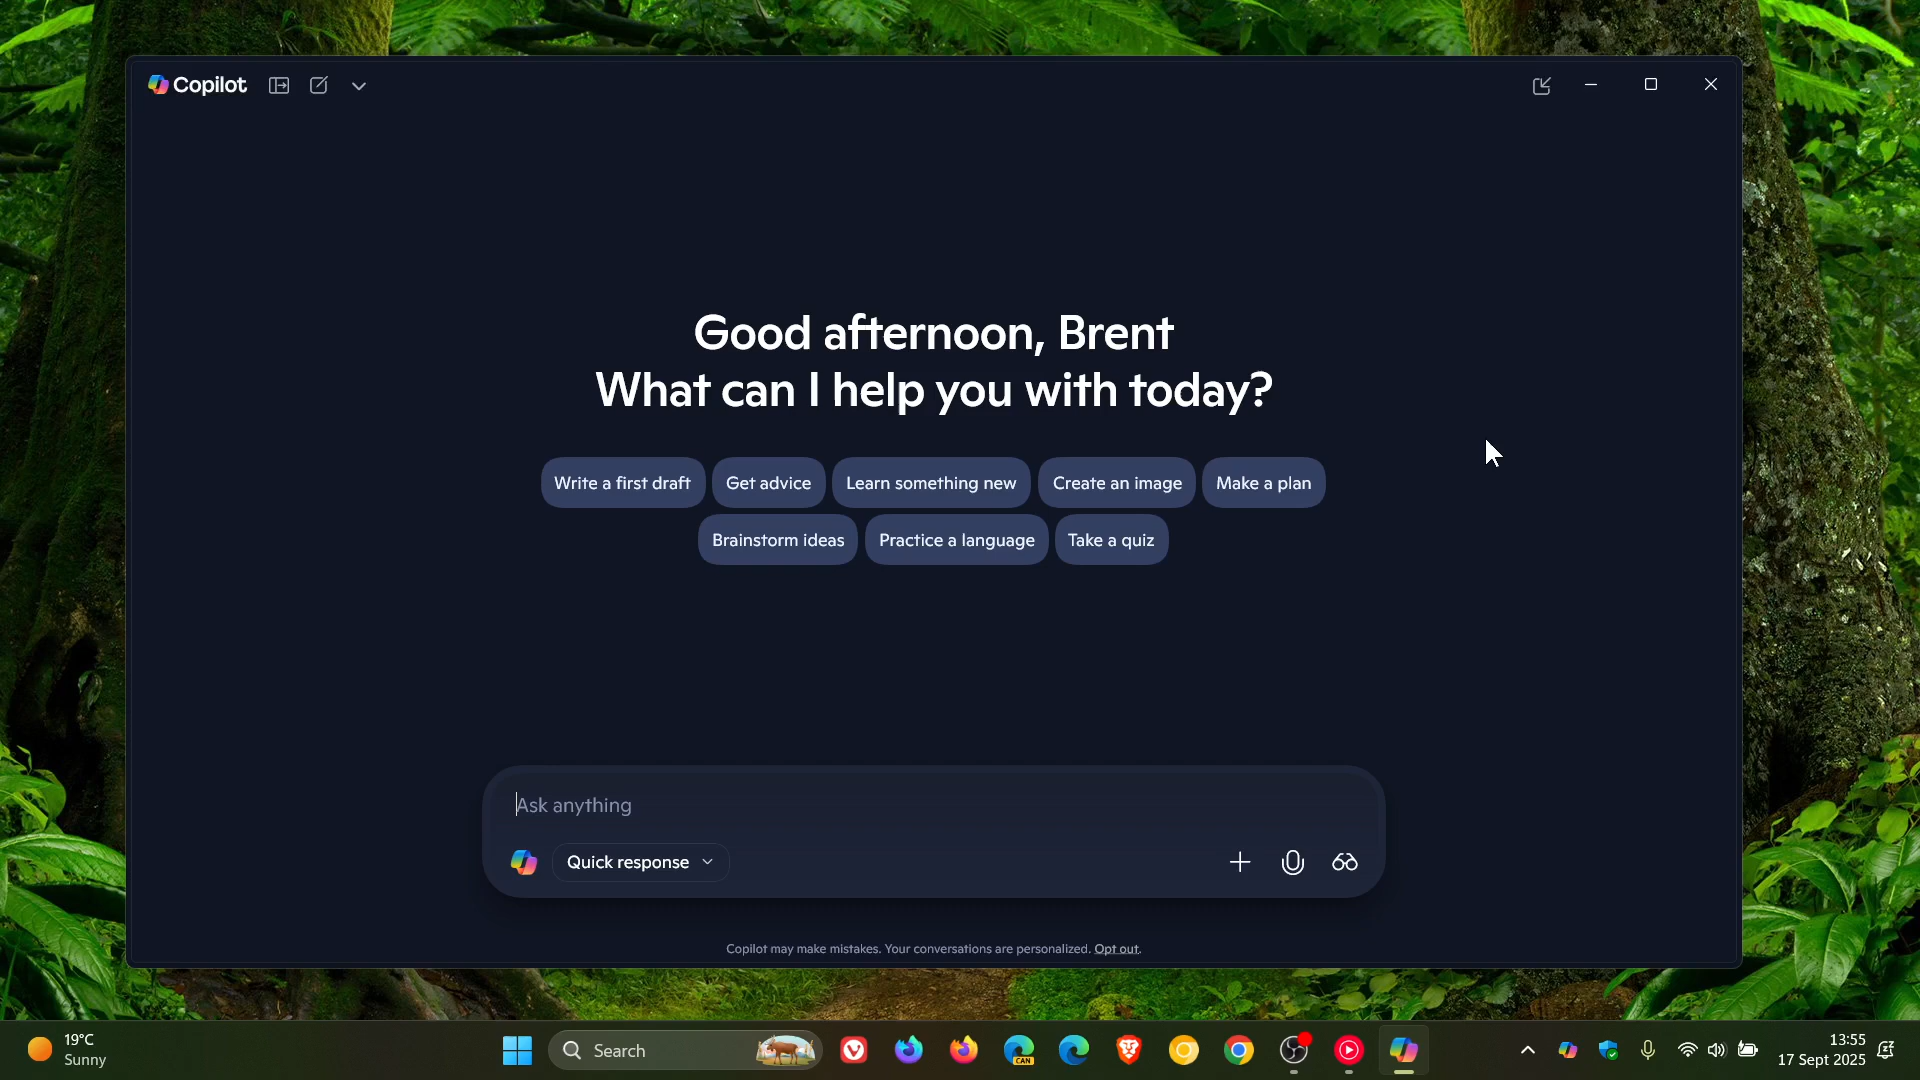 Copilot
Good afternoon, Brent
What can I help you with today?
Write a first draft
Get advice
Learn something new
Create an image
Make a plan
Brainstorm ideas
Practice a language
Take a quiz
Ask anything
Quick response
Copilot may make mistakes. Your conversations are personalized. Opt out.
19°C
Sunny
Search
CAN
13:55
17 Sept 2025